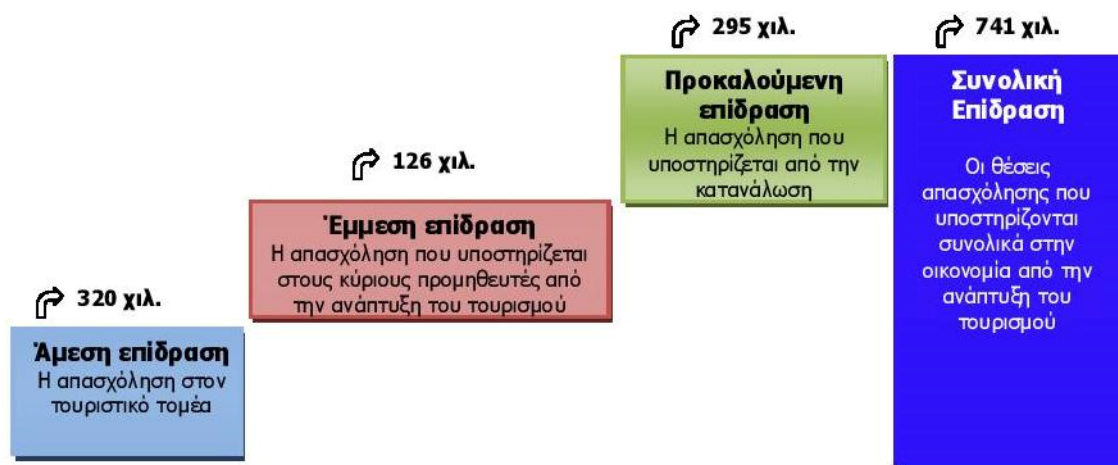 320 χιλ.
Άμεση επίδραση
Η απασχόληση στον
τουριστικό τομέα
126 χιλ.
Έμμεση επίδραση
Η απασχόληση που υποστηρίζεται
στους κύριους προμηθευτές από
την ανάπτυξη του τουρισμού
295 χιλ.
Προκαλούμενη
επίδραση
Η απασχόληση που
υποστηρίζεται από την
κατανάλωση
741 χιλ.
Συνολική
Επίδραση
Οι θέσεις
απασχόλησης που
υποστηρίζονται
συνολικά στην
οικονομία από την
ανάπτυξη του
τουρισμού